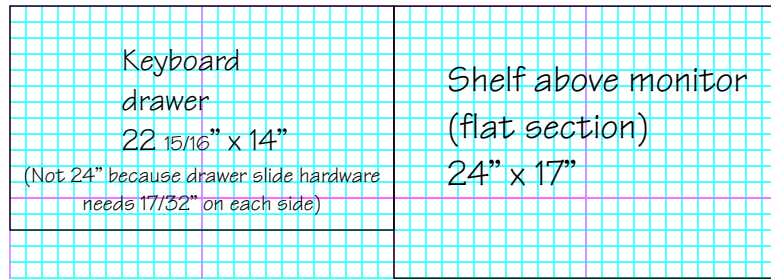 Keyboard
drawer
22 15/16” x 14”
(Not 24” because drawer slide hardware
needs 17/32” on each side)
Shelf above monitor
(flat section)
24” x 17”